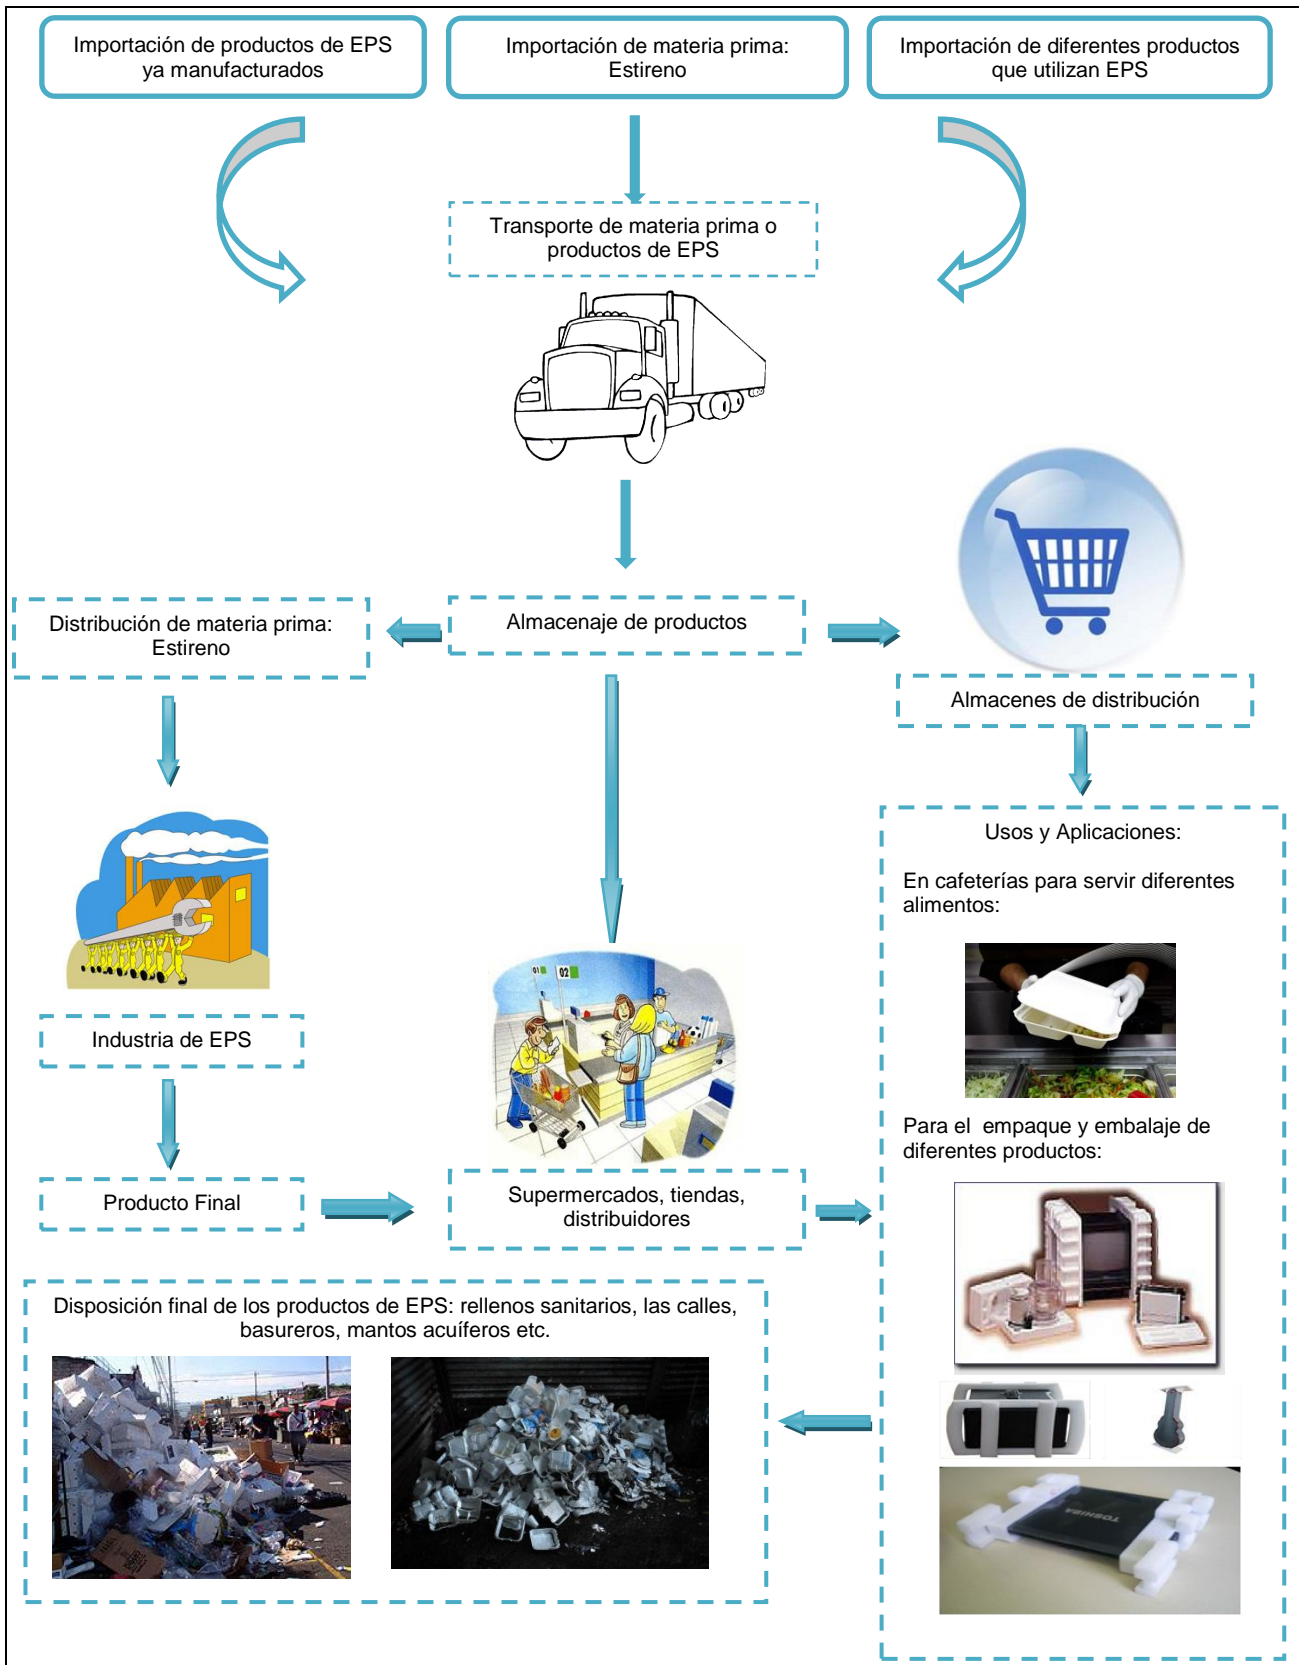 Importación de productos de EPS
ya manufacturados
Importación de materia prima:
Estireno
Importación de diferentes productos
que utilizan EPS
Transporte de materia prima o
productos de EPS
Distribución de materia prima:
Estireno
Almacenaje de productos
Almacenes de distribución
Industria de EPS
01
02
Producto Final
Supermercados, tiendas,
distribuidores
Usos y Aplicaciones:
En cafeterías para servir diferentes
alimentos:
Para el  empaque y embalaje de
diferentes productos:
TOSHIBA
Disposición final de los productos de EPS: rellenos sanitarios, las calles,
basureros, mantos acuíferos etc.